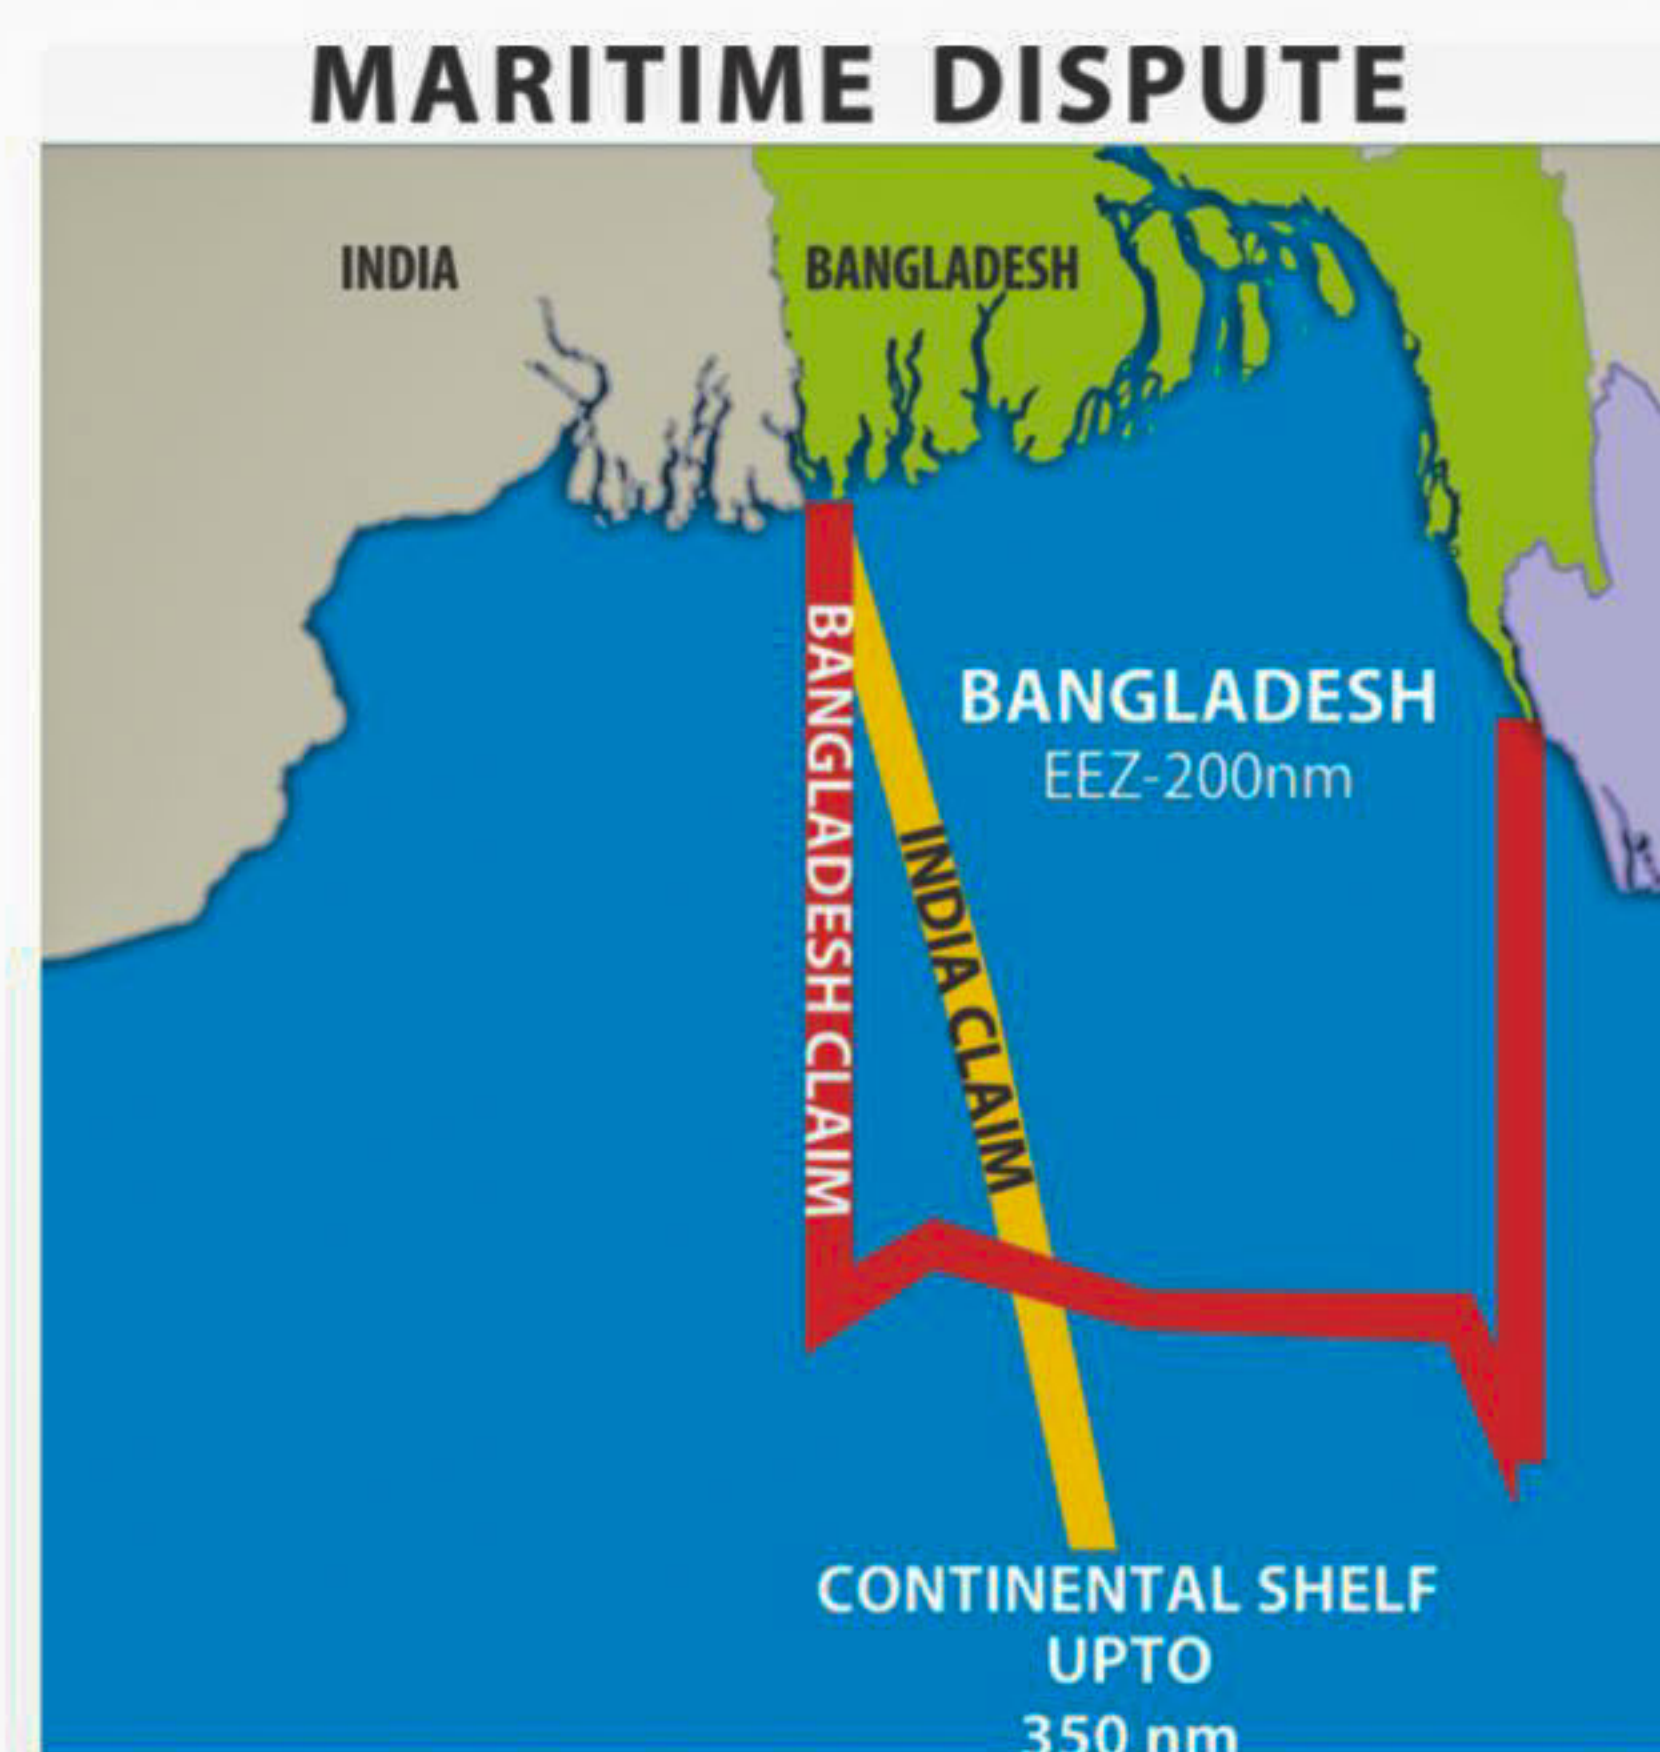 MARITIME DISPUTE
INDIA
BANGLADESH
BANGLADESH CLAIM
INDIA CLAIM
BANGLADESH
EEZ-200nm
CONTINENTAL SHELF
UPTO
350 nm